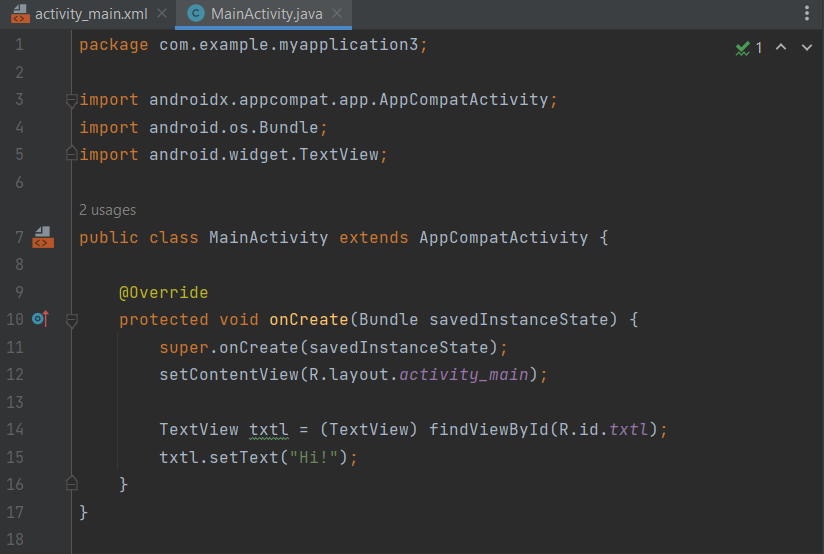 activity_main.xml MainActivity.java
1 package com.example.myapplication3; 1
2
3 import androidx.appcompat.app.AppCompatActivity;
4 import android.os.Bundle;
5 import android.widget.TextView;
6
2 usages
7 public class MainActivity extends AppCompatActivity {
8
9 @Override
10 protected void onCreate(Bundle savedInstanceState) {
11 super.onCreate(savedInstanceState);
12 setContentView(R.layout.activity_main);
13
14 TextView txtl = (TextView) findViewById(R.id.txtl);
15 txtl.setText("Hi!");
16 }
17 }
18